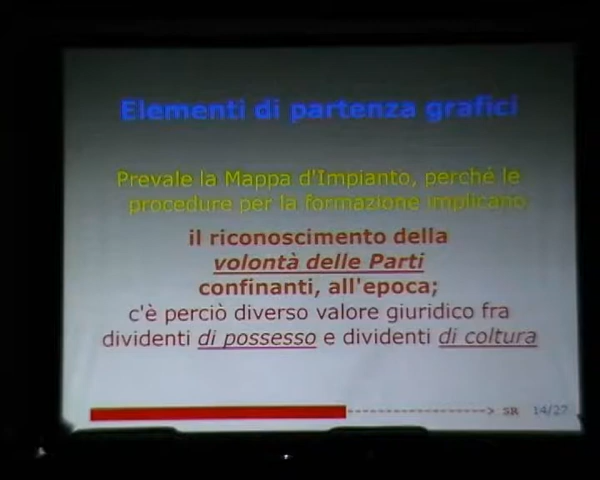 Elementi di partenza grafici
Prevale la Mappa d'Impianto, perché le
procedure per la formazione implicano
il riconoscimento della
volontà delle Parti
confinanti, all'epoca;
c'è perciò diverso valore giuridico fra
dividenti di possesso e dividenti di coltura
SR 14/27